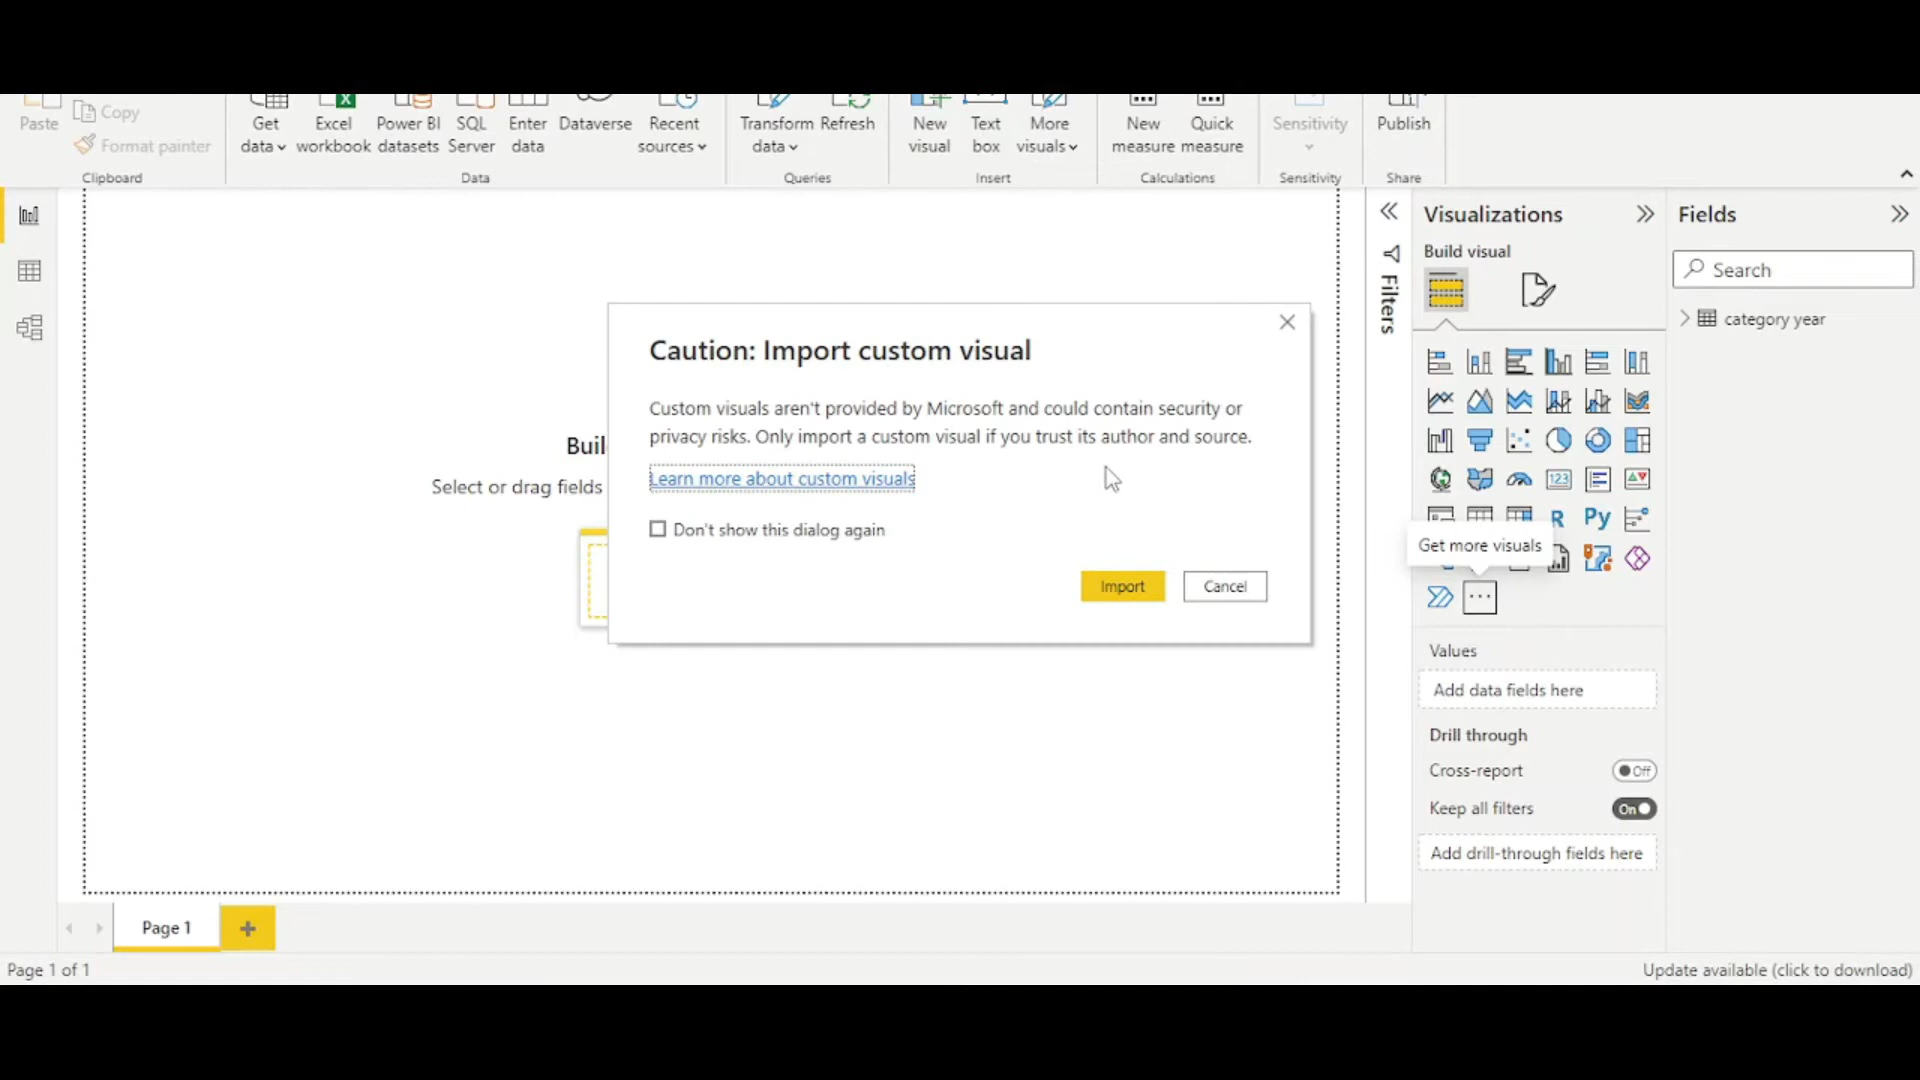 Paste
Copy
Format painter
Clipboard
Get data
Excel workbook
Power BI datasets
SQL Server
Enter data
Dataverse
Recent sources
Data
Transform data
Refresh
Queries
New visual
Text box
More visuals
Insert
New measure
Quick measure
Calculations
Sensitivity
Sensitivity
Publish
Share
Filters
Visualizations
Build visual
Fields
Search
category year
Buil
Select or drag fields
Caution: Import custom visual
Custom visuals aren't provided by Microsoft and could contain security or
privacy risks. Only import a custom visual if you trust its author and source.
Learn more about custom visuals
Don't show this dialog again
Import
Cancel
123
R
Py
Get more visuals
Values
Add data fields here
Drill through
Cross-report
Off
Keep all filters
On
Add drill-through fields here
Page 1
Page 1 of 1
Update available (click to download)